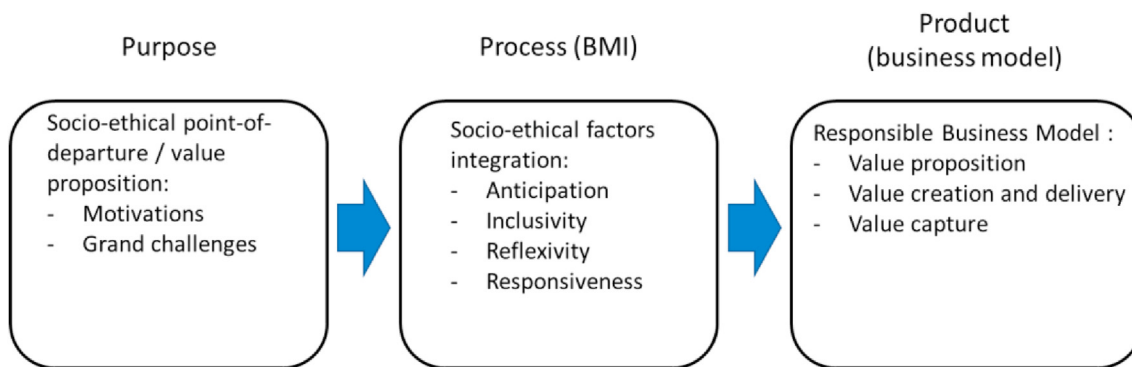 Purpose
Process (BMI)
Product
(business model)
Socio-ethical point-of-
departure / value
proposition:
- Motivations
- Grand challenges
Socio-ethical factors
integration:
- Anticipation
- Inclusivity
- Reflexivity
- Responsiveness
Responsible Business Model :
- Value proposition
- Value creation and delivery
- Value capture